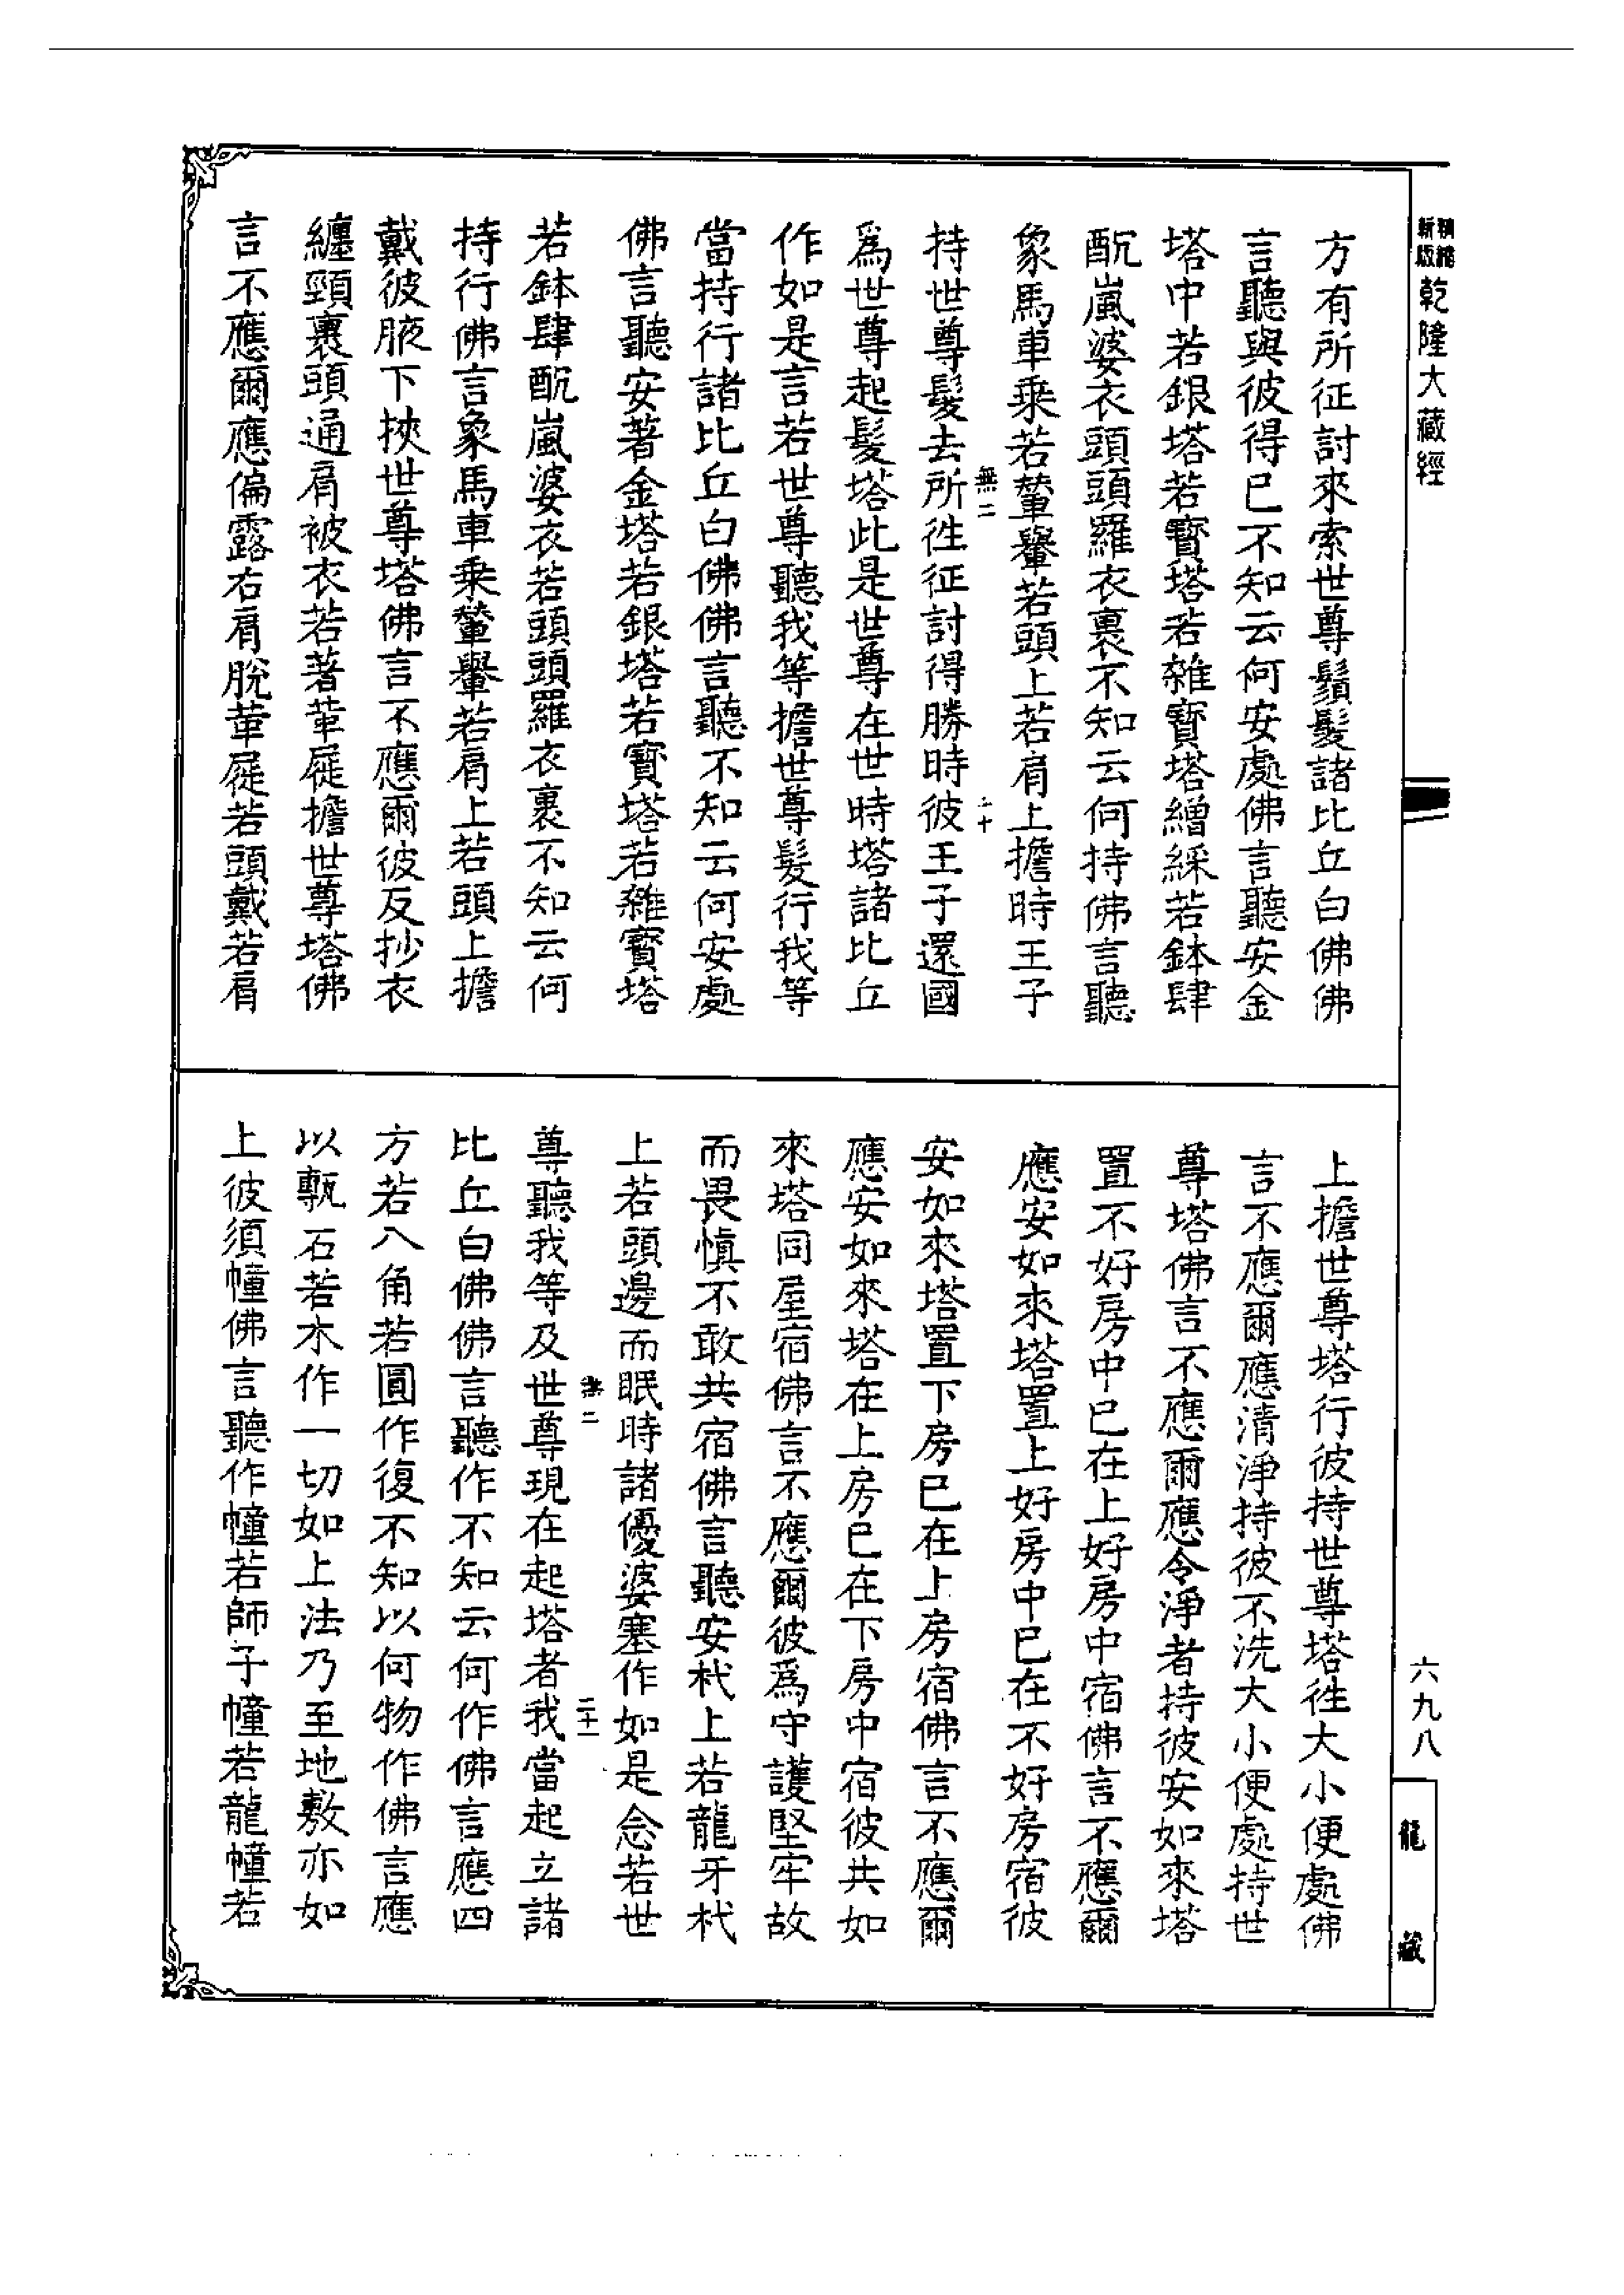 新版精縮乾隆大藏經
方有所征討來索世尊鬚髮諸比丘白佛佛
言聽與彼得已不知云何安處佛言聽安金
塔中若銀塔若寶塔若雜寶塔繒綵若鉢肆
酖嵐婆衣頭頭羅衣裹不知云何持佛言聽
象馬車乗若輦轝若頭上若肩上擔時王子
持世尊髮去所徃征討得勝時彼王子還國
無二
二十
爲世尊起髮塔此是世尊在世時塔諸比丘
作如是言若世尊聽我等擔世尊髮行我等
當持行諸比丘白佛佛言聽不知云何安處
佛言聽安著金塔若銀塔若寶塔若雜寶塔
若鉢肆酖嵐婆衣若頭頭羅衣裹不知云何
持行佛言象馬車乗輦轝若肩上若頭上擔
戴彼腋下挾世尊塔佛言不應爾彼反抄衣
纏頸裹頭通肩被衣若著革屣擔世尊塔佛
言不應爾應偏露右肩脫革屣若頭戴若肩
上擔世尊塔行彼持世尊塔徃大小便處佛
言不應爾應清淨持彼不洗大小便處持世
尊塔佛言不應爾應令淨者持彼安如來塔
置不好房中已在上好房中宿佛言不應爾
應安如來塔置上好房中已在不好房宿彼
安如來塔置下房已在上房宿佛言不應爾
應安如來塔在上房已在下房中宿彼共如
來塔同屋宿佛言不應爾彼爲守護堅牢故
而畏愼不敢共宿佛言聽安杙上若龍牙杙
上若頭邊而眠時諸優婆塞作如是念若世
無二
二十一
尊聽我等及世尊現在起塔者我當起立諸
比丘白佛佛言聽作不知云何作佛言應四
方若八角若圓作復不知以何物作佛言應
以甎石若木作一切如上法乃至地敷亦如
上彼須幢佛言聽作幢若師子幢若龍幢若
六九八
龍藏